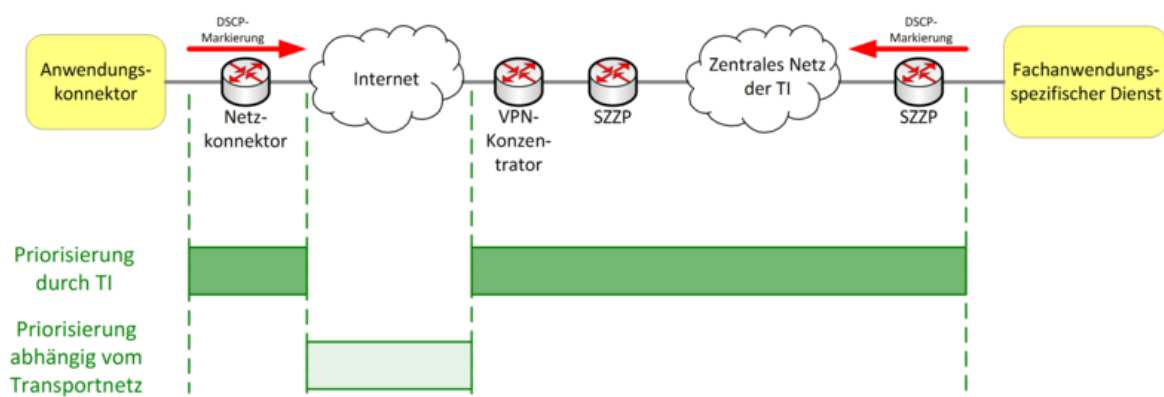 DSCP-
Markierung
DSCP-
Markierung
Anwendungs-
konnektor
Internet
Zentrales Netz
der TI
Fachanwendungs-
spezifischer Dienst
Netz-
konnektor
VPN-
Konzen-
trator
SZZP
SZZP
Priorisierung
durch TI
Priorisierung
abhängig vom
Transportnetz